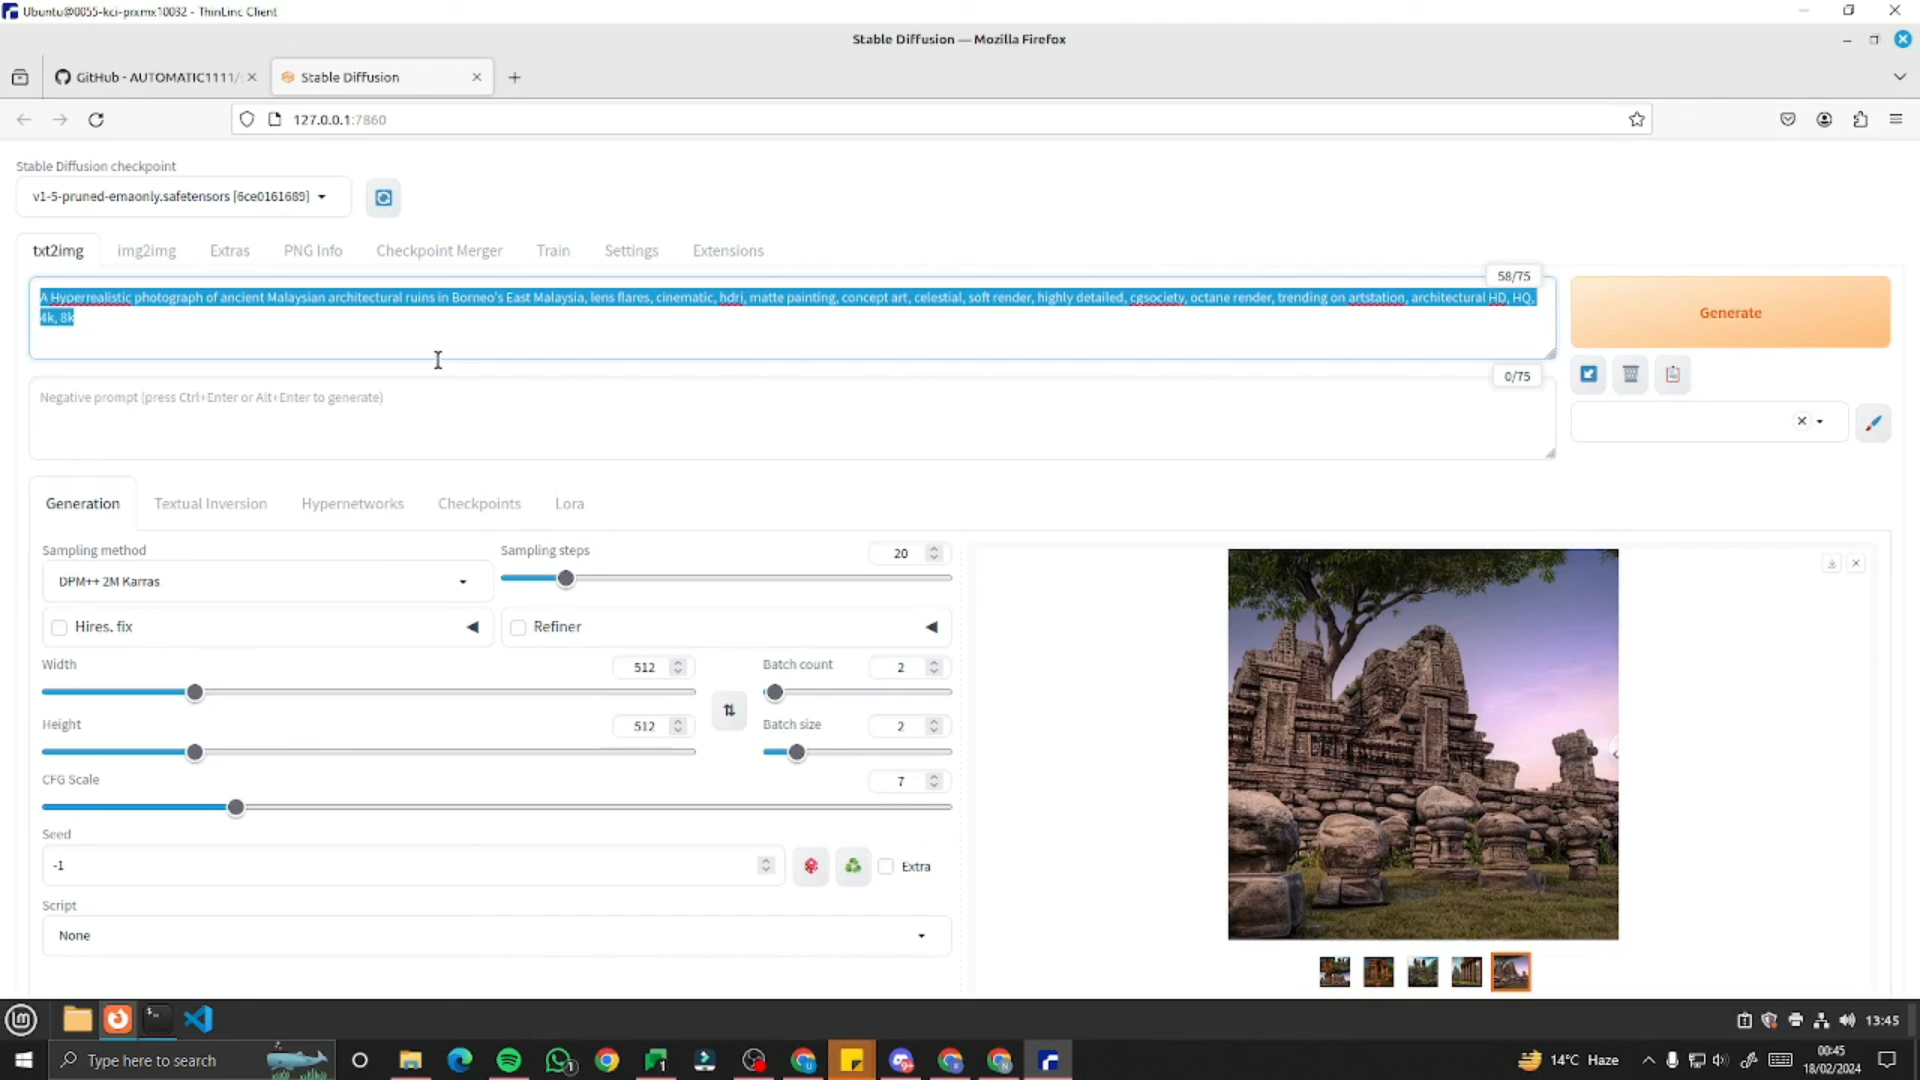 Ubuntu@0055-kci-prxmx10032 - ThinLinc Client
Stable Diffusion — Mozilla Firefox
GitHub - AUTOMATIC1111/
Stable Diffusion
127.0.0.1:7860
Stable Diffusion checkpoint
v1-5-pruned-emaonly.safetensors [6ce0161689]
txt2img img2img Extras PNG Info Checkpoint Merger Train Settings Extensions
58/75
A Hyperrealistic photograph of ancient Malaysian architectural ruins in Borneo's East Malaysia, lens flares, cinematic, hdri, matte painting, concept art, celestial, soft render, highly detailed, cgsociety, octane render, trending on artstation, architectural HD, HQ,
4k, 8k
Generate
0/75
Negative prompt (press Ctrl+Enter or Alt+Enter to generate)
Generation Textual Inversion Hypernetworks Checkpoints Lora
Sampling method
DPM++ 2M Karras
Sampling steps
20
Hires. fix
Refiner
Width
512
Batch count
2
Height
512
Batch size
2
CFG Scale
7
Seed
-1
Extra
Script
None
13:45
Type here to search
14°C Haze
00:45
18/02/2024